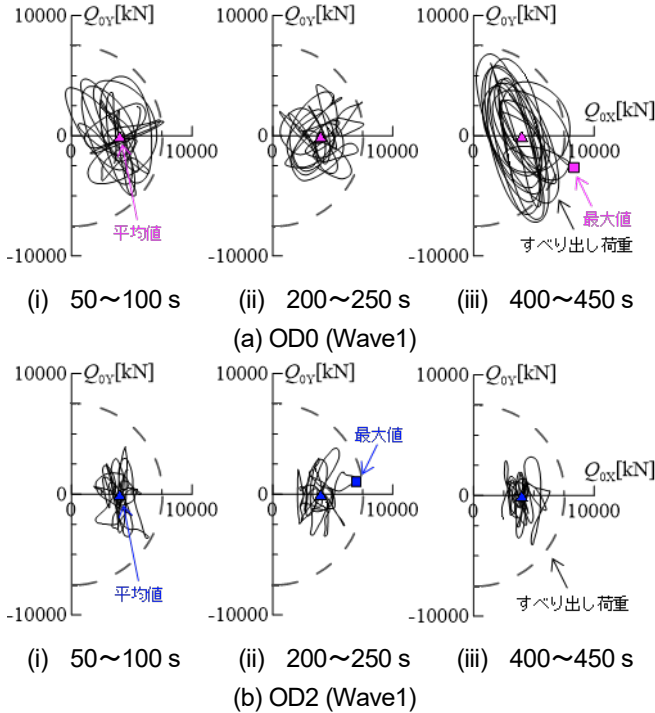 10000 Q0Y[kN] 10000 Q0Y[kN] 10000 Q0Y[kN]
Q0X[kN]
0 0 0
0 10000 0 10000 0 10000
平均値 最大値
すべり出し荷重
-10000 -10000 -10000
(i) 50～100 s (ii) 200～250 s (iii) 400～450 s
(a) OD0 (Wave1)
10000 Q0Y[kN] 10000 Q0Y[kN] 10000 Q0Y[kN]
最大値
Q0X[kN]
0 0 0
0 10000 0 10000 0 10000
平均値 すべり出し荷重
-10000 -10000 -10000
(i) 50～100 s (ii) 200～250 s (iii) 400～450 s
(b) OD2 (Wave1)